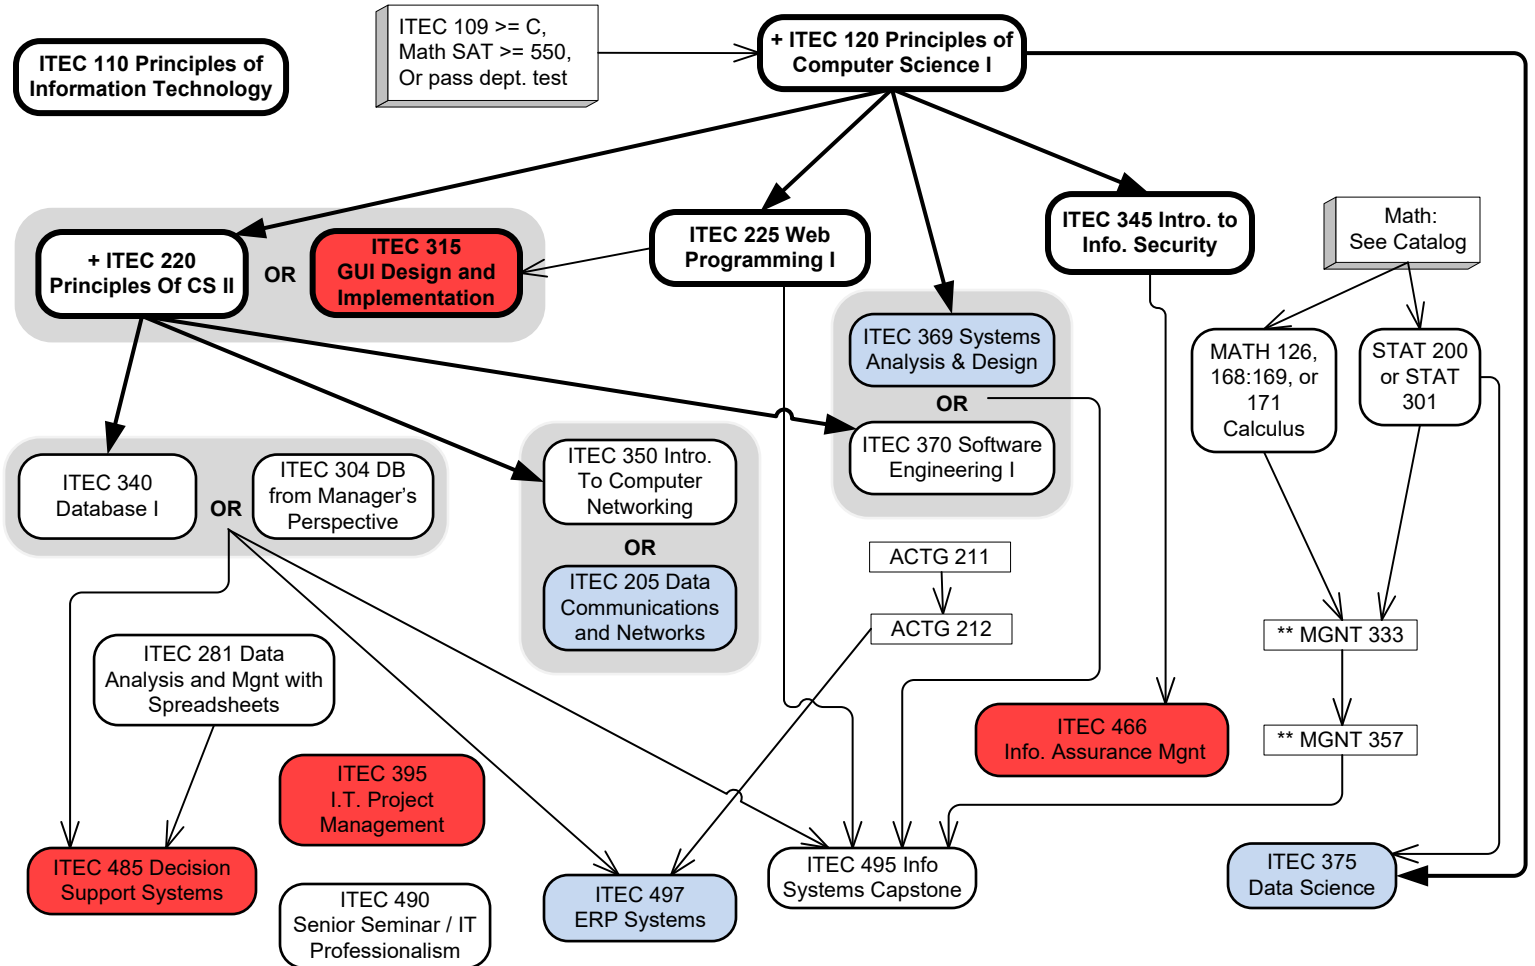 ITEC 110 Principles of
Information Technology
ITEC 109 >= C,
Math SAT >= 550,
Or pass dept. test
+ ITEC 120 Principles of
Computer Science I
+ ITEC 220
Principles Of CS II
OR
ITEC 315
GUI Design and
Implementation
ITEC 225 Web
Programming I
ITEC 345 Intro. to
Info. Security
Math:
See Catalog
ITEC 369 Systems
Analysis & Design
OR
ITEC 370 Software
Engineering I
MATH 126,
168:169, or
171
Calculus
STAT 200
or STAT
301
ITEC 340
Database I
OR
ITEC 304 DB
from Manager’s
Perspective
ITEC 350 Intro.
To Computer
Networking
OR
ITEC 205 Data
Communications
and Networks
ACTG 211
ACTG 212
** MGNT 333
** MGNT 357
ITEC 281 Data
Analysis and Mgnt with
Spreadsheets
ITEC 466
Info. Assurance Mgnt
ITEC 395
I.T. Project
Management
ITEC 485 Decision
Support Systems
ITEC 490
Senior Seminar / IT
Professionalism
ITEC 497
ERP Systems
ITEC 495 Info
Systems Capstone
ITEC 375
Data Science